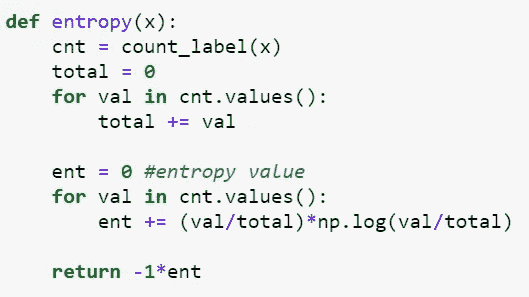 def entropy(x):
    cnt = count_label(x)
    total = 0
    for val in cnt.values():
        total += val

    ent = 0 #entropy value
    for val in cnt.values():
        ent += (val/total)*np.log(val/total)

    return -1*ent